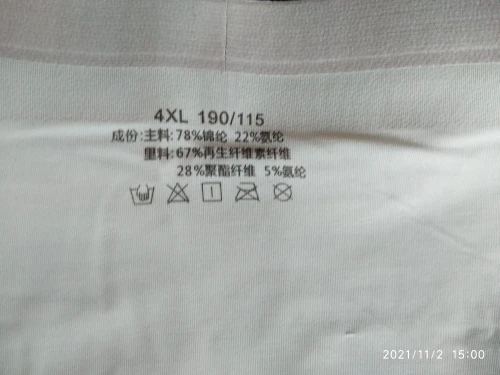 4XL 190/115
成份:主料:78%锦纶 22%氨纶
里料:67%再生纤维素纤维
28%聚酯纤维 5%氨纶
2021/11/2 15:00